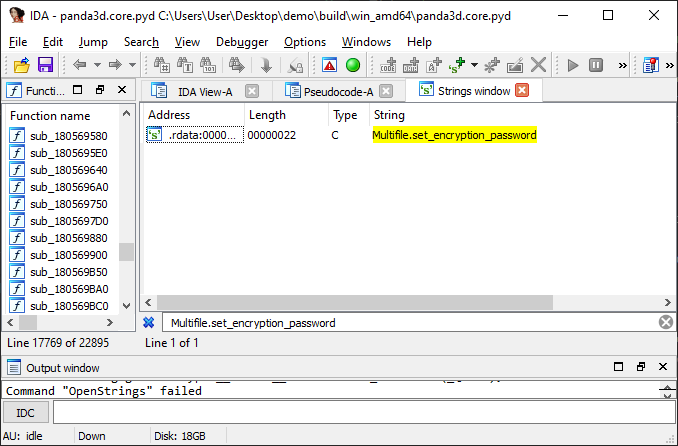 IDA - panda3d.core.pyd C:\Users\User\Desktop\demo\build\win_amd64\panda3d.core.pyd
File Edit Jump Search View Debugger Options Windows Help
Functi... IDA View-A Pseudocode-A Strings window
Function name
sub_180569580
sub_1805695E0
sub_180569640
sub_1805696A0
sub_180569750
sub_1805697D0
sub_180569880
sub_180569900
sub_180569B50
sub_180569BA0
sub_180569BC0
Line 17769 of 22895
Address Length Type String
.rdata:0000... 00000022 C Multifile.set_encryption_password
Multifile.set_encryption_password
Line 1 of 1
Output window
Command "OpenStrings" failed
IDC
AU: idle Down Disk: 18GB